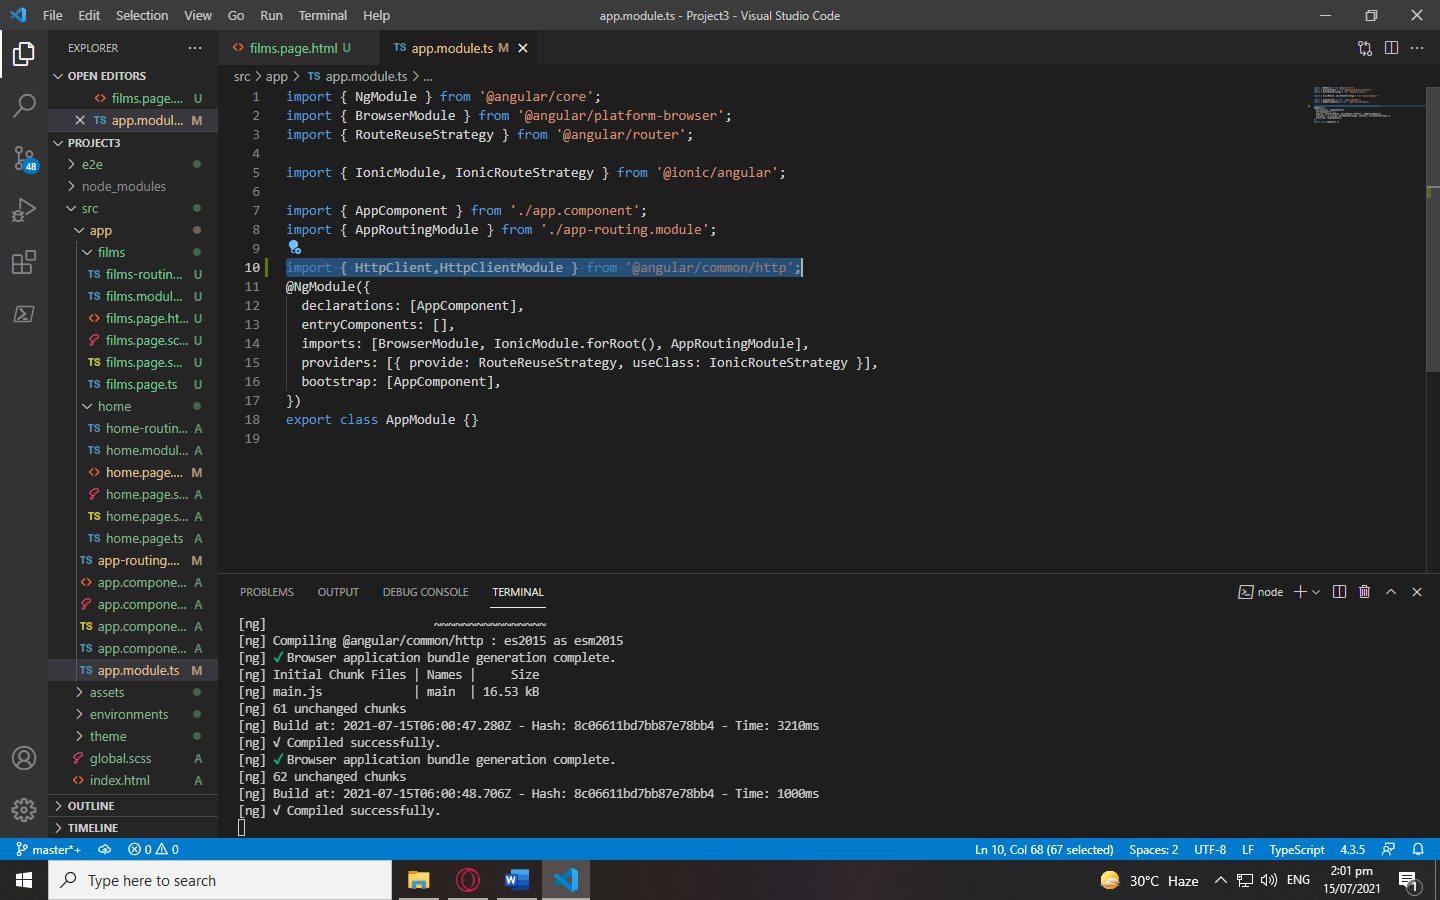 File Edit Selection View Go Run Terminal Help app.module.ts - Project3 - Visual Studio Code
EXPLORER
OPEN EDITORS
films.page.... U
app.modul... M
PROJECT3
e2e
node_modules
src
app
films
films-routin... U
films.modul... U
films.page.ht... U
films.page.sc... U
films.page.s... U
films.page.ts U
home
home-routin... A
home.modul... A
home.page.... M
home.page.s... A
home.page.s... A
home.page.ts A
app-routing.... M
app.compone... A
app.compone... A
app.compone... A
app.compone... A
app.module.ts M
assets
environments
theme
global.scss A
index.html A
OUTLINE
TIMELINE
48
films.page.html U TS app.module.ts M
src > app > TS app.module.ts > ...
1 import { NgModule } from '@angular/core';
2 import { BrowserModule } from '@angular/platform-browser';
3 import { RouteReuseStrategy } from '@angular/router';
4
5 import { IonicModule, IonicRouteStrategy } from '@ionic/angular';
6
7 import { AppComponent } from './app.component';
8 import { AppRoutingModule } from './app-routing.module';
9
10 import { HttpClient,HttpClientModule } from '@angular/common/http';
11 @NgModule({
12 declarations: [AppComponent],
13 entryComponents: [],
14 imports: [BrowserModule, IonicModule.forRoot(), AppRoutingModule],
15 providers: [{ provide: RouteReuseStrategy, useClass: IonicRouteStrategy }],
16 bootstrap: [AppComponent],
17 })
18 export class AppModule {}
19
PROBLEMS OUTPUT DEBUG CONSOLE TERMINAL node
[ng] ~~~~~~~~~~~~~~~~
[ng] Compiling @angular/common/http : es2015 as esm2015
[ng] ✓ Browser application bundle generation complete.
[ng] Initial Chunk Files | Names | Size
[ng] main.js | main | 16.53 kB
[ng] 61 unchanged chunks
[ng] Build at: 2021-07-15T06:00:47.280Z - Hash: 8c06611bd7bb87e78bb4 - Time: 3210ms
[ng] √ Compiled successfully.
[ng] ✓ Browser application bundle generation complete.
[ng] 62 unchanged chunks
[ng] Build at: 2021-07-15T06:00:48.706Z - Hash: 8c06611bd7bb87e78bb4 - Time: 1000ms
[ng] √ Compiled successfully.
master*+ 0 0 Ln 10, Col 68 (67 selected) Spaces: 2 UTF-8 LF TypeScript 4.3.5
Type here to search 30°C Haze ENG 2:01 pm
15/07/2021 1